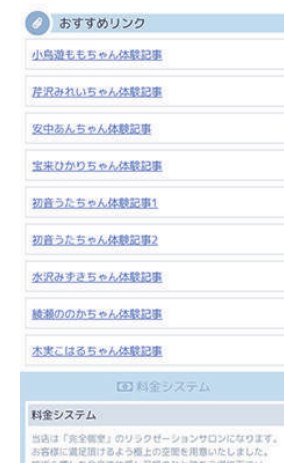 おすすめリンク
小鳥遊ももちゃん体験記事
芹沢みれいちゃん体験記事
安中あんちゃん体験記事
宝来ひかりちゃん体験記事
初音うたちゃん体験記事1
初音うたちゃん体験記事2
水沢みずきちゃん体験記事
綾瀬ののかちゃん体験記事
木実こはるちゃん体験記事
料金システム
料金システム
当店は「完全個室」のリラクゼーションサロンになります。
お客様に満足頂けるよう極上の空間を用意いたしました。